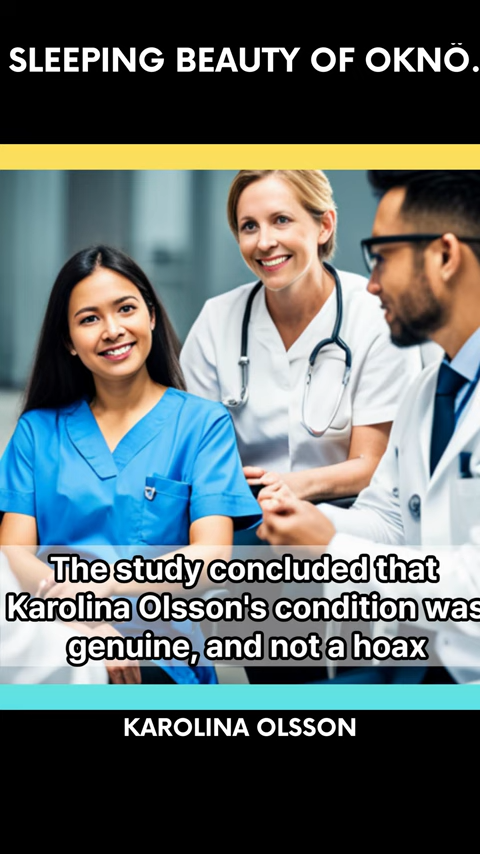 SLEEPING BEAUTY OF OKNÖ.
The study concluded that
Karolina Olsson's condition was
genuine, and not a hoax
KAROLINA OLSSON